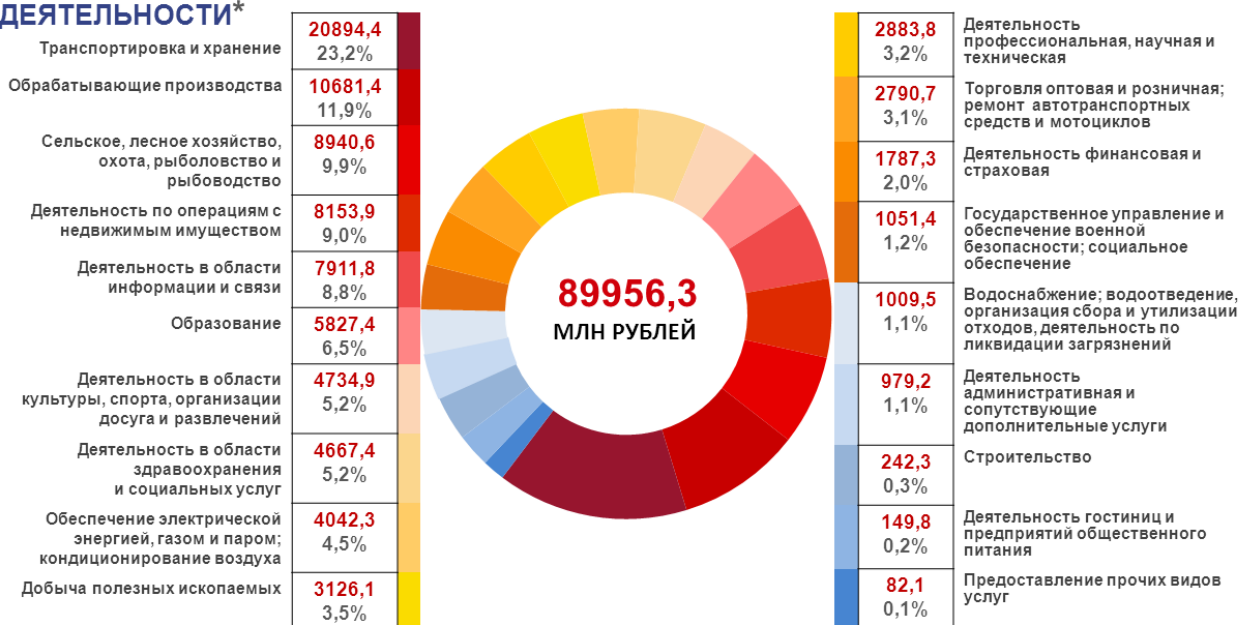 ДЕЯТЕЛЬНОСТИ*
Транспортировка и хранение
20894,4
23,2%
Обрабатывающие производства
10681,4
11,9%
Сельское, лесное хозяйство,
охота, рыболовство и
рыбоводство
8940,6
9,9%
Деятельность по операциям с
недвижимым имуществом
8153,9
9,0%
Деятельность в области
информации и связи
7911,8
8,8%
Образование
5827,4
6,5%
Деятельность в области
культуры, спорта, организации
досуга и развлечений
4734,9
5,2%
Деятельность в области
здравоохранения
и социальных услуг
4667,4
5,2%
Обеспечение электрической
энергией, газом и паром;
кондиционирование воздуха
4042,3
4,5%
Добыча полезных ископаемых
3126,1
3,5%
89956,3
МЛН РУБЛЕЙ
2883,8
3,2%
Деятельность
профессиональная, научная и
техническая
2790,7
3,1%
Торговля оптовая и розничная;
ремонт автотранспортных
средств и мотоциклов
1787,3
2,0%
Деятельность финансовая и
страховая
1051,4
1,2%
Государственное управление и
обеспечение военной
безопасности; социальное
обеспечение
1009,5
1,1%
Водоснабжение; водоотведение,
организация сбора и утилизации
отходов, деятельность по
ликвидации загрязнений
979,2
1,1%
Деятельность
административная и
сопутствующие
дополнительные услуги
242,3
0,3%
Строительство
149,8
0,2%
Деятельность гостиниц и
предприятий общественного
питания
82,1
0,1%
Предоставление прочих видов
услуг